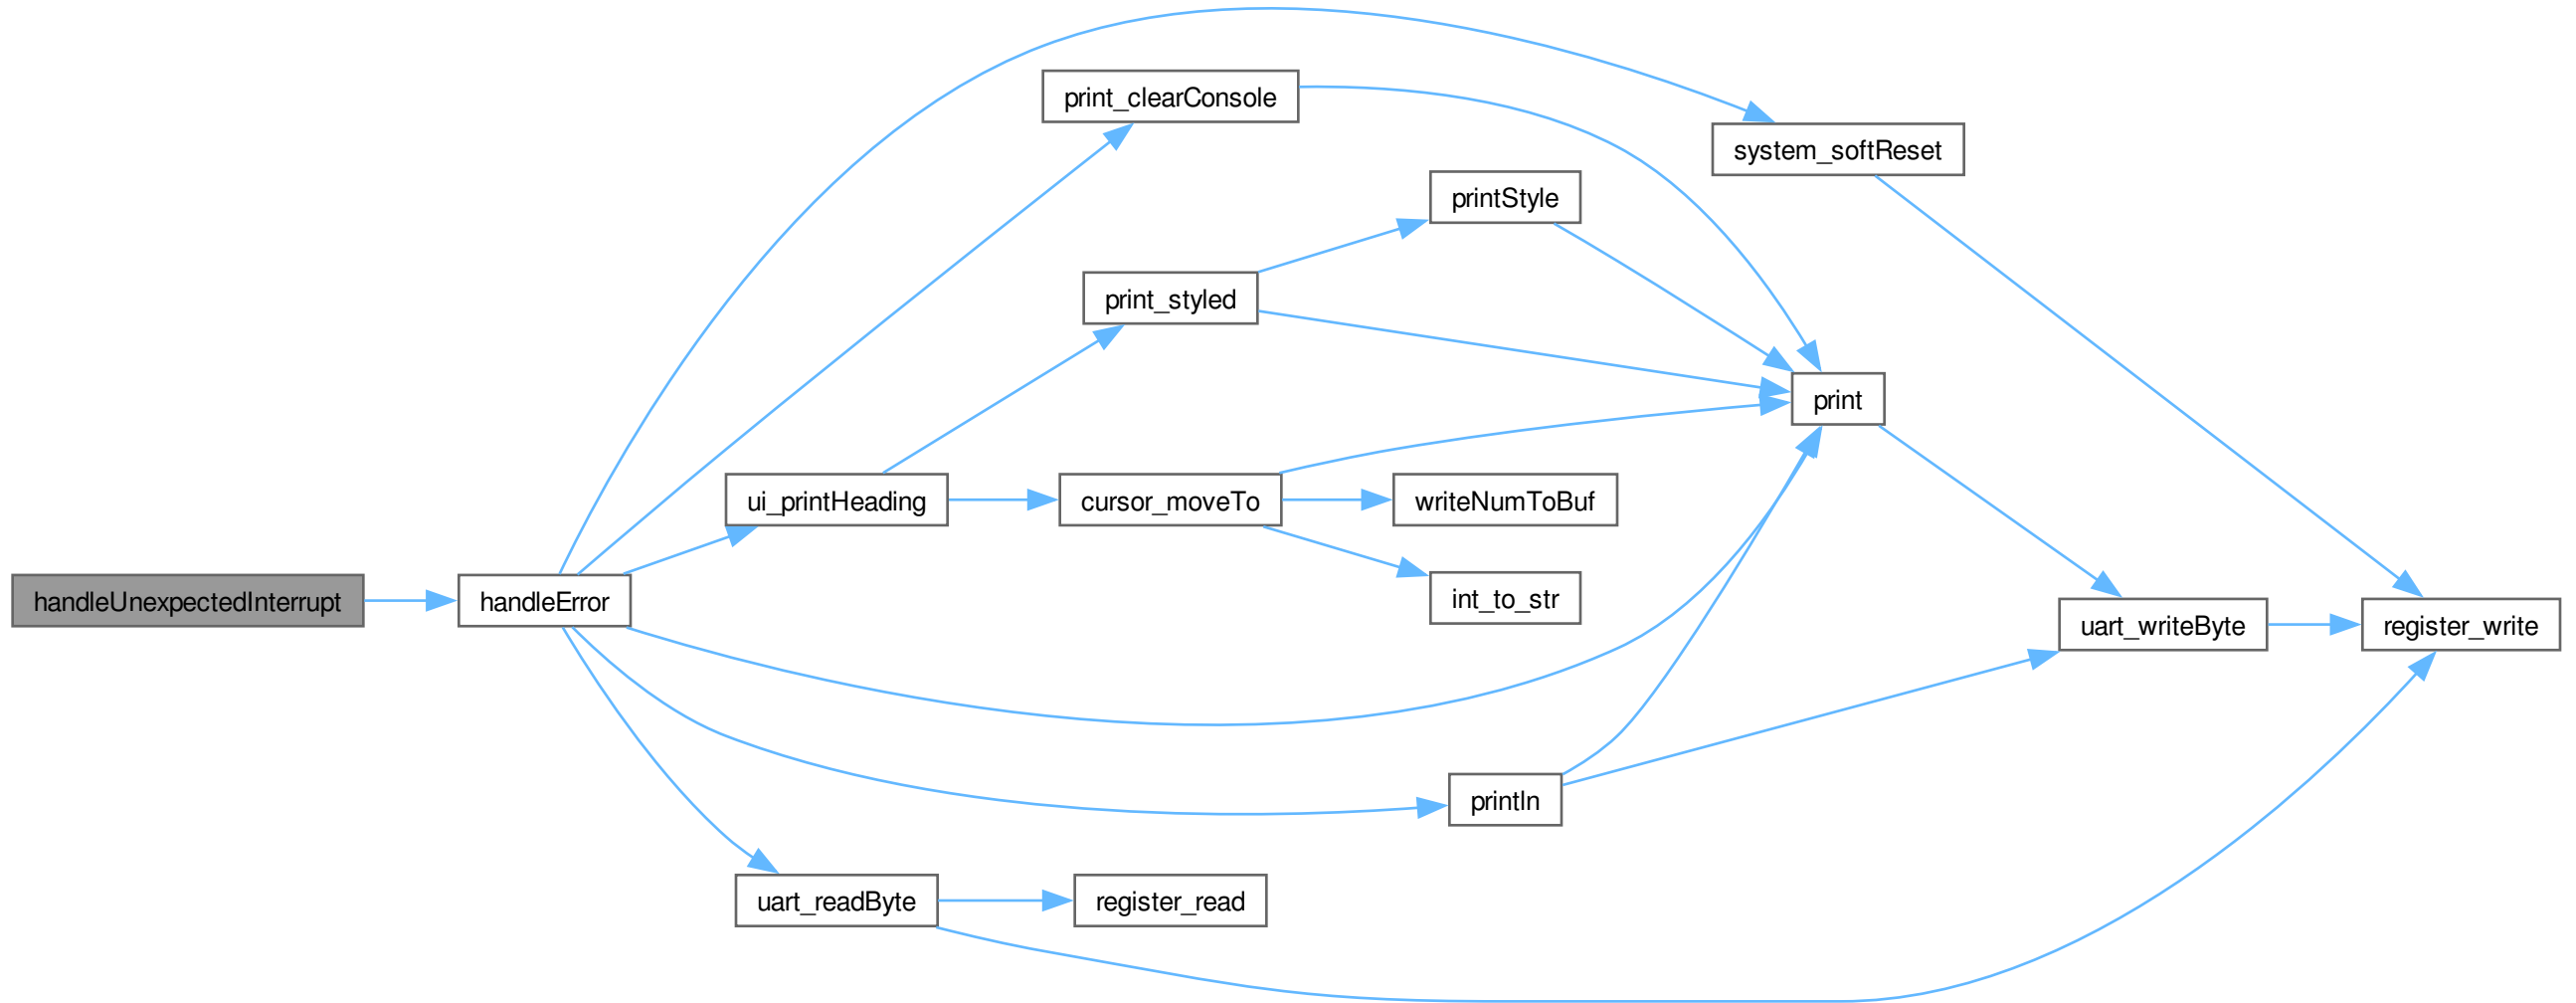 print_clearConsole
system_softReset
printStyle
print_styled
print
ui_printHeading
cursor_moveTo
writeNumToBuf
handleUnexpectedInterrupt
handleError
int_to_str
uart_writeByte
register_write
println
uart_readByte
register_read